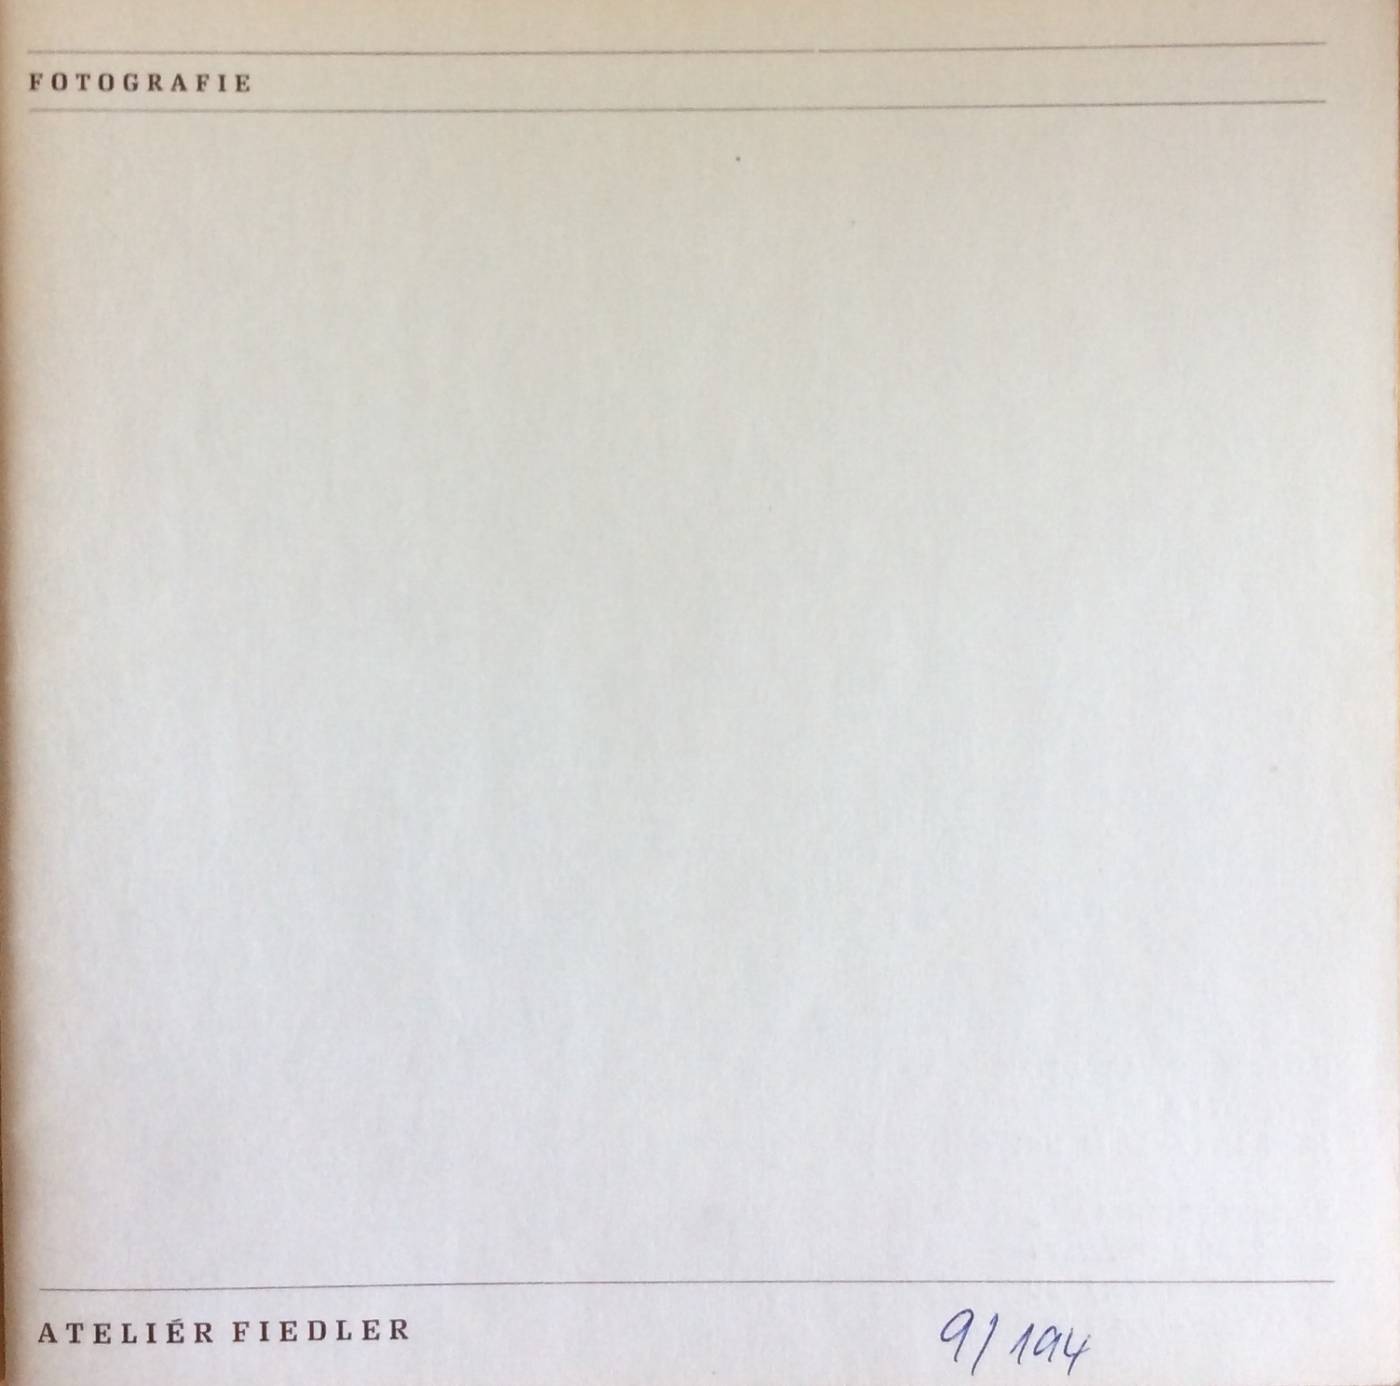 FOTOGRAFIE
ATELIÉR FIEDLER
9/194